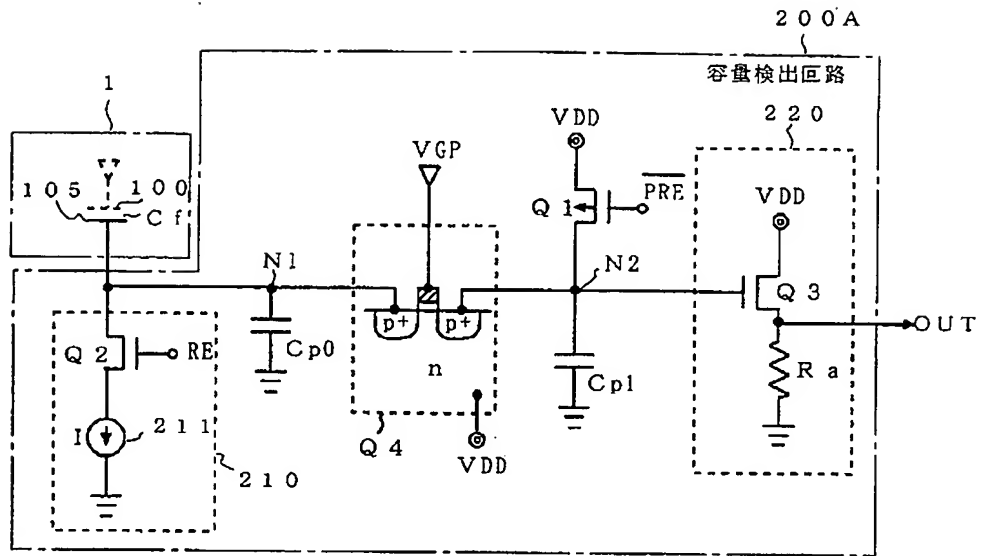 200A
容量検出回路
1
220
VDD
VGP
VDD
105
100
Cf
Q1
PRE
N1
N2
Q3
OUT
Q2
RE
Cp0
p+
p+
n
Cp1
Ra
I
211
Q4
VDD
210